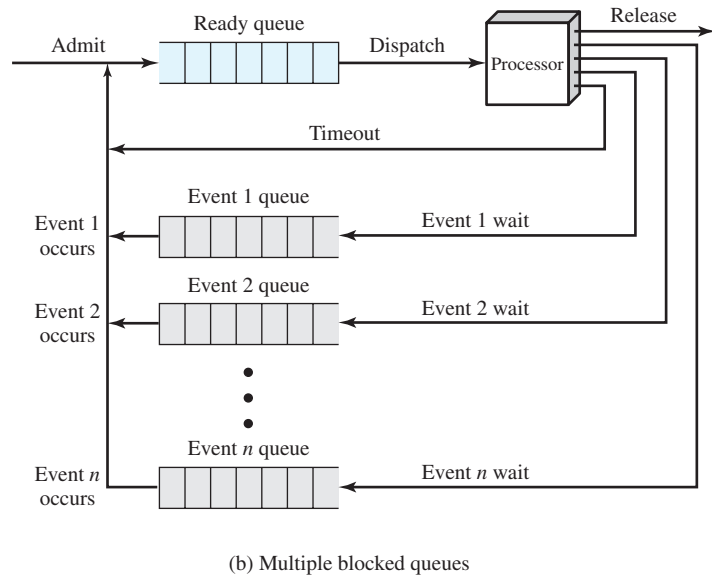 Release
Ready queue
Admit
Dispatch
Processor
Timeout
Event 1 queue
Event 1
occurs
Event 1 wait
Event 2 queue
Event 2
occurs
Event 2 wait
Event n queue
Event n
occurs
Event n wait
(b) Multiple blocked queues